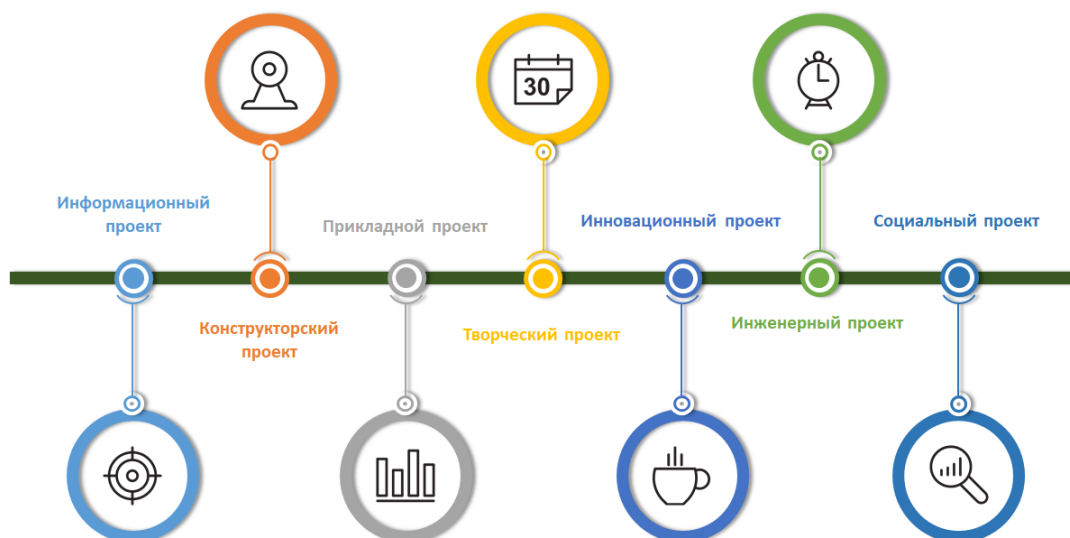 30
Информационный
проект
Прикладной проект
Инновационный проект
Социальный проект
Конструкторский
проект
Творческий проект
Инженерный проект